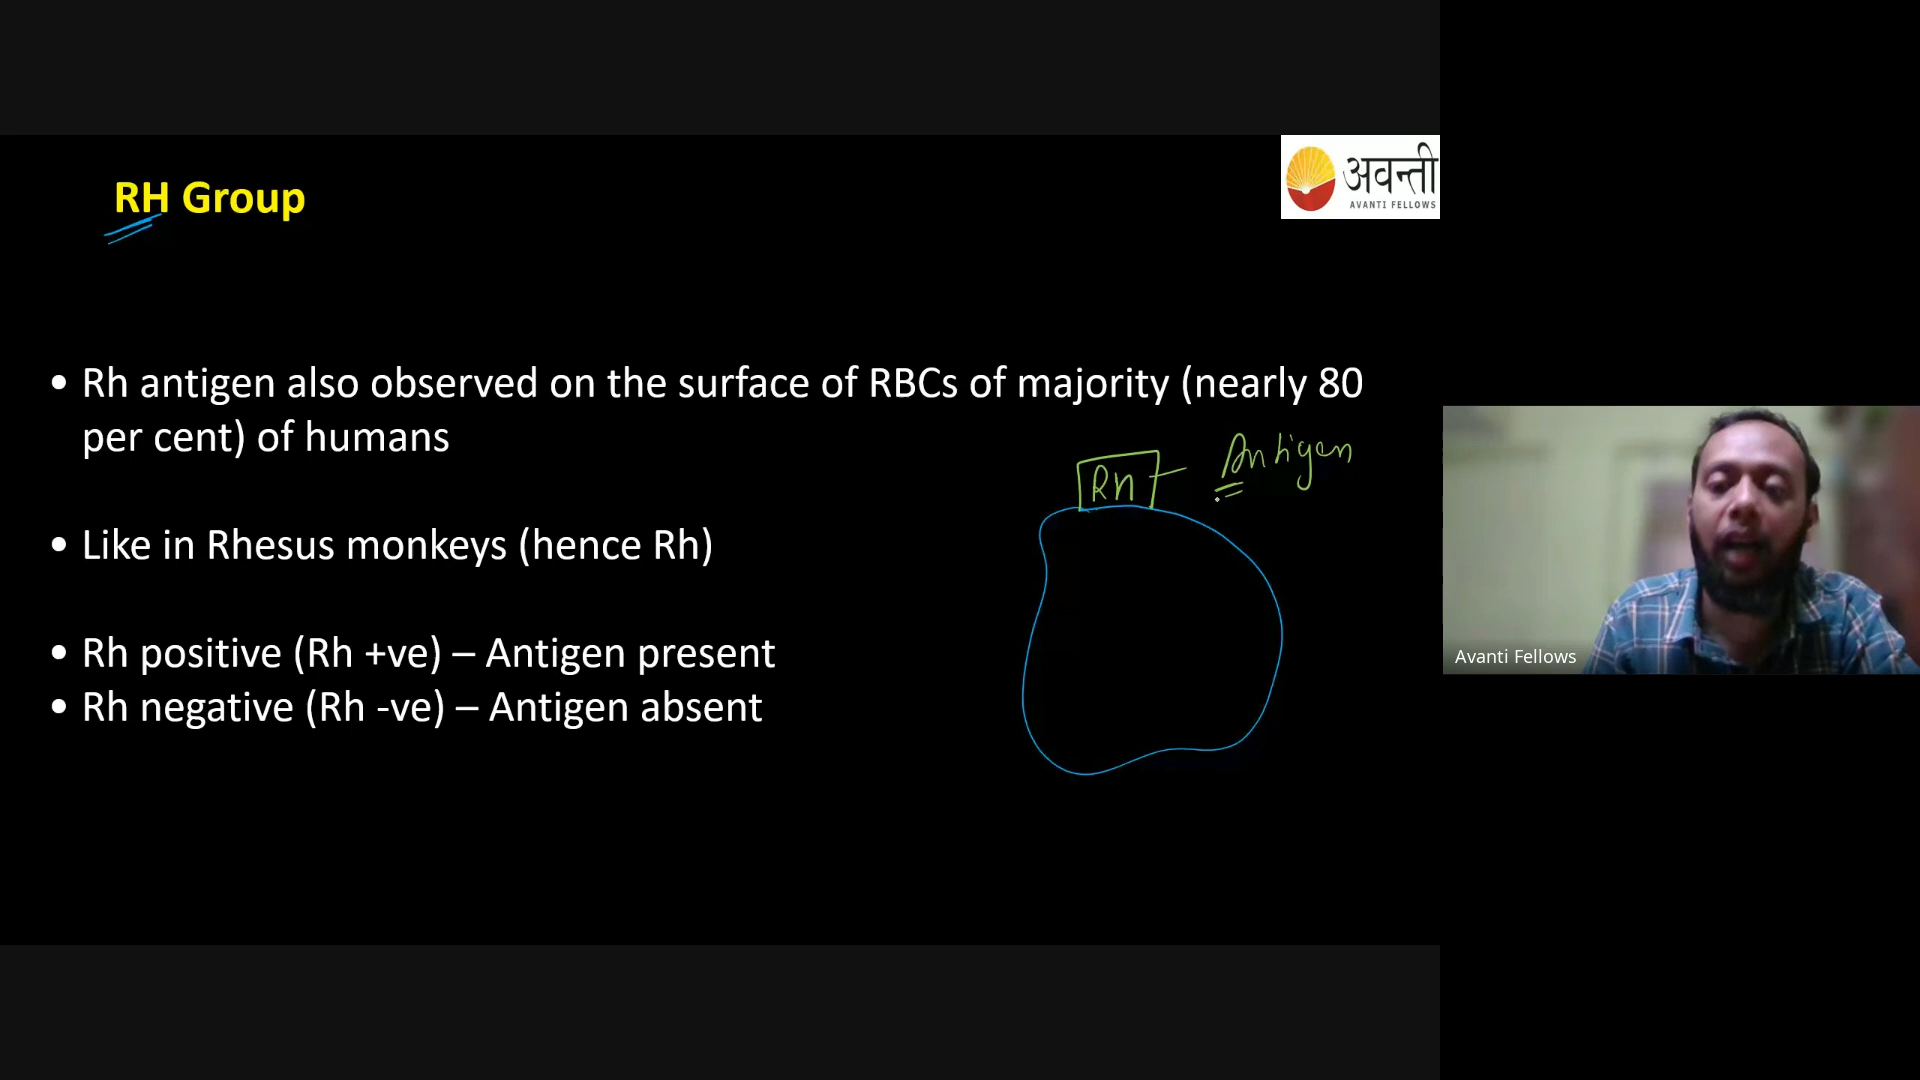 RH Group
अवन्ती
AVANTI FELLOWS
• Rh antigen also observed on the surface of RBCs of majority (nearly 80
per cent) of humans
Rh - Antigen
• Like in Rhesus monkeys (hence Rh)
• Rh positive (Rh +ve) – Antigen present
• Rh negative (Rh -ve) – Antigen absent
Avanti Fellows